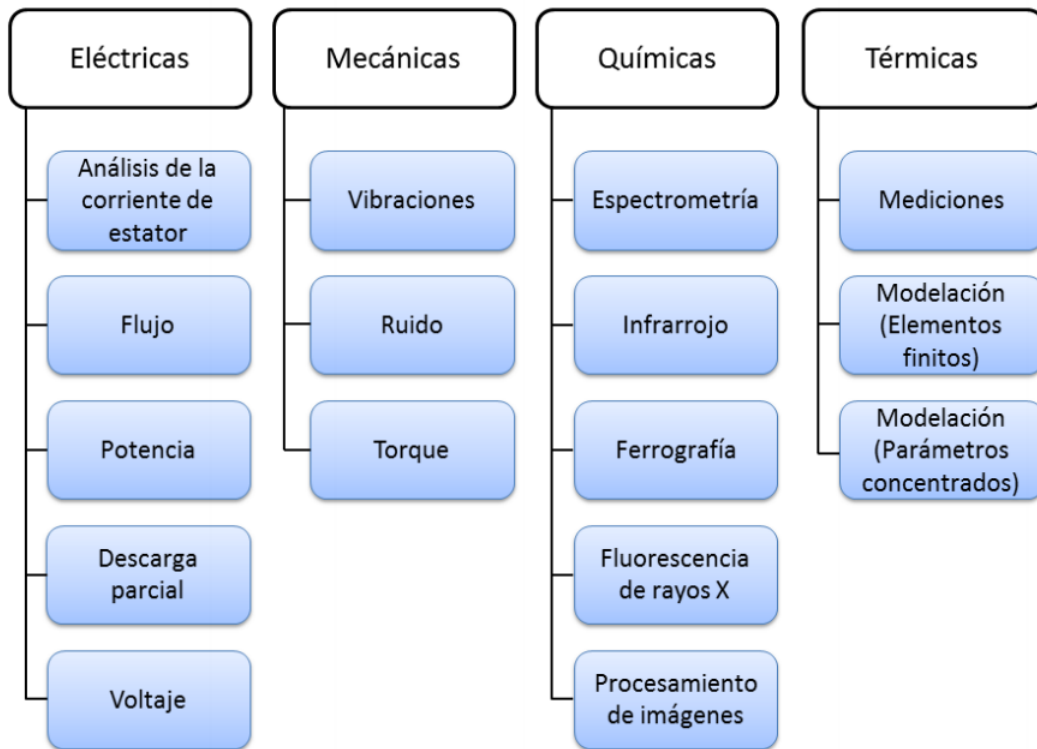 Eléctricas
Análisis de la
corriente de
estator
Flujo
Potencia
Descarga
parcial
Voltaje
Mecánicas
Vibraciones
Ruido
Torque
Químicas
Espectrometría
Infrarrojo
Ferrografía
Fluorescencia
de rayos X
Procesamiento
de imágenes
Térmicas
Mediciones
Modelación
(Elementos
finitos)
Modelación
(Parámetros
concentrados)